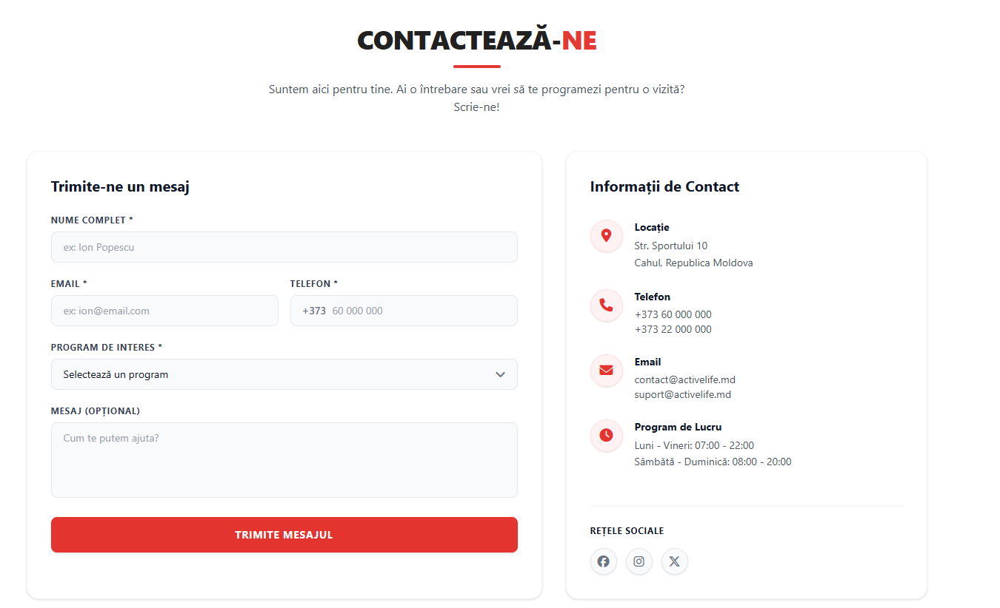 CONTACTEAZĂ-NE
Suntem aici pentru tine. Ai o întrebare sau vrei să te programezi pentru o vizită?
Scrie-ne!
Trimite-ne un mesaj
NUME COMPLET *
ex: Ion Popescu
EMAIL *
ex: ion@email.com
TELEFON *
+373 60 000 000
PROGRAM DE INTERES *
Selectează un program
MESAJ (OPȚIONAL)
Cum te putem ajuta?
TRIMITE MESAJUL
Informații de Contact
Locație
Str. Sportului 10
Cahul, Republica Moldova
Telefon
+373 60 000 000
+373 22 000 000
Email
contact@activelife.md
suport@activelife.md
Program de Lucru
Luni - Vineri: 07:00 - 22:00
Sâmbătă - Duminică: 08:00 - 20:00
REȚELE SOCIALE